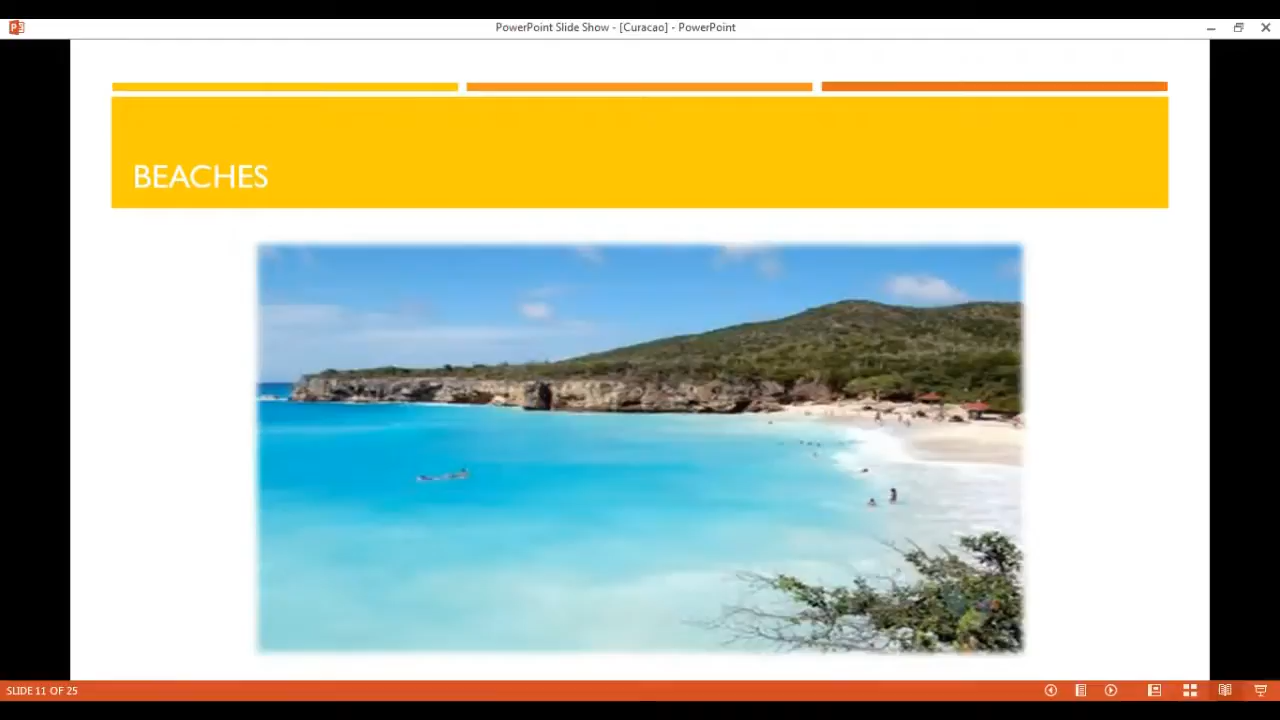 PowerPoint Slide Show - [Curacao] - PowerPoint
BEACHES
SLIDE 11 OF 25